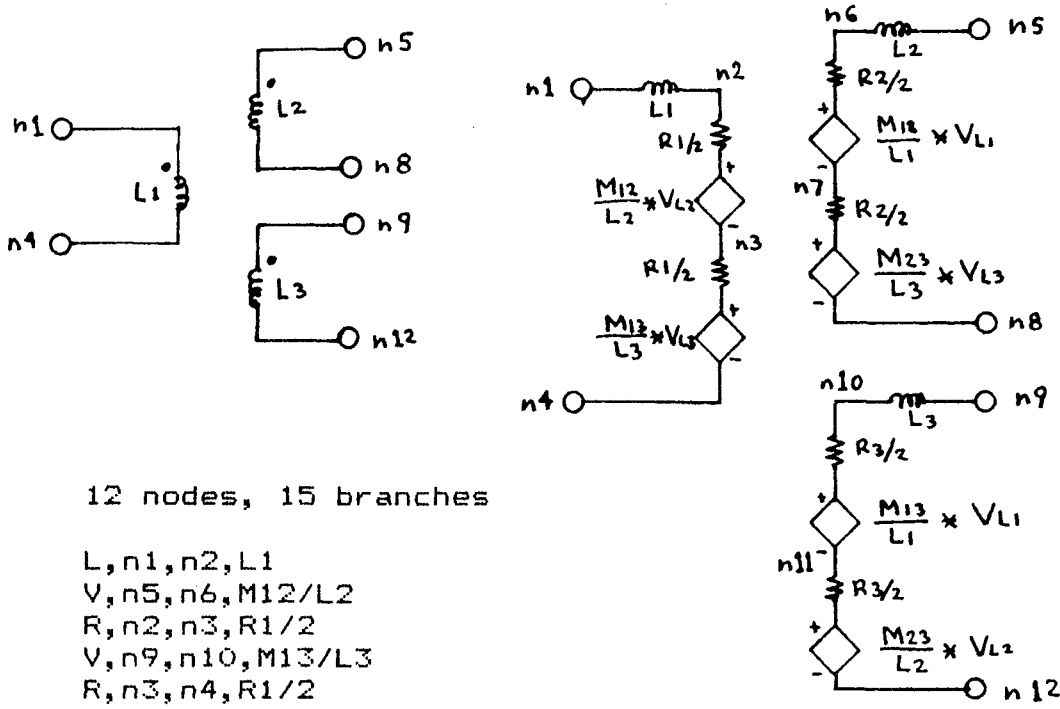 n1
n4
L1
n5
L2
n8
n9
L3
n12
n1
L1
n2
R1/2
M12/L2 * VL2
+
-
n3
R1/2
M13/L3 * VL3
+
-
n4
n6
L2
n5
R2/2
+
M12/L1 * VL1
-
n7
R2/2
+
M23/L3 * VL3
-
n8
n10
L3
n9
R3/2
+
M13/L1 * VL1
n11 -
R3/2
+
M23/L2 * VL2
-
n12
12 nodes, 15 branches
L,n1,n2,L1
V,n5,n6,M12/L2
R,n2,n3,R1/2
V,n9,n10,M13/L3
R,n3,n4,R1/2